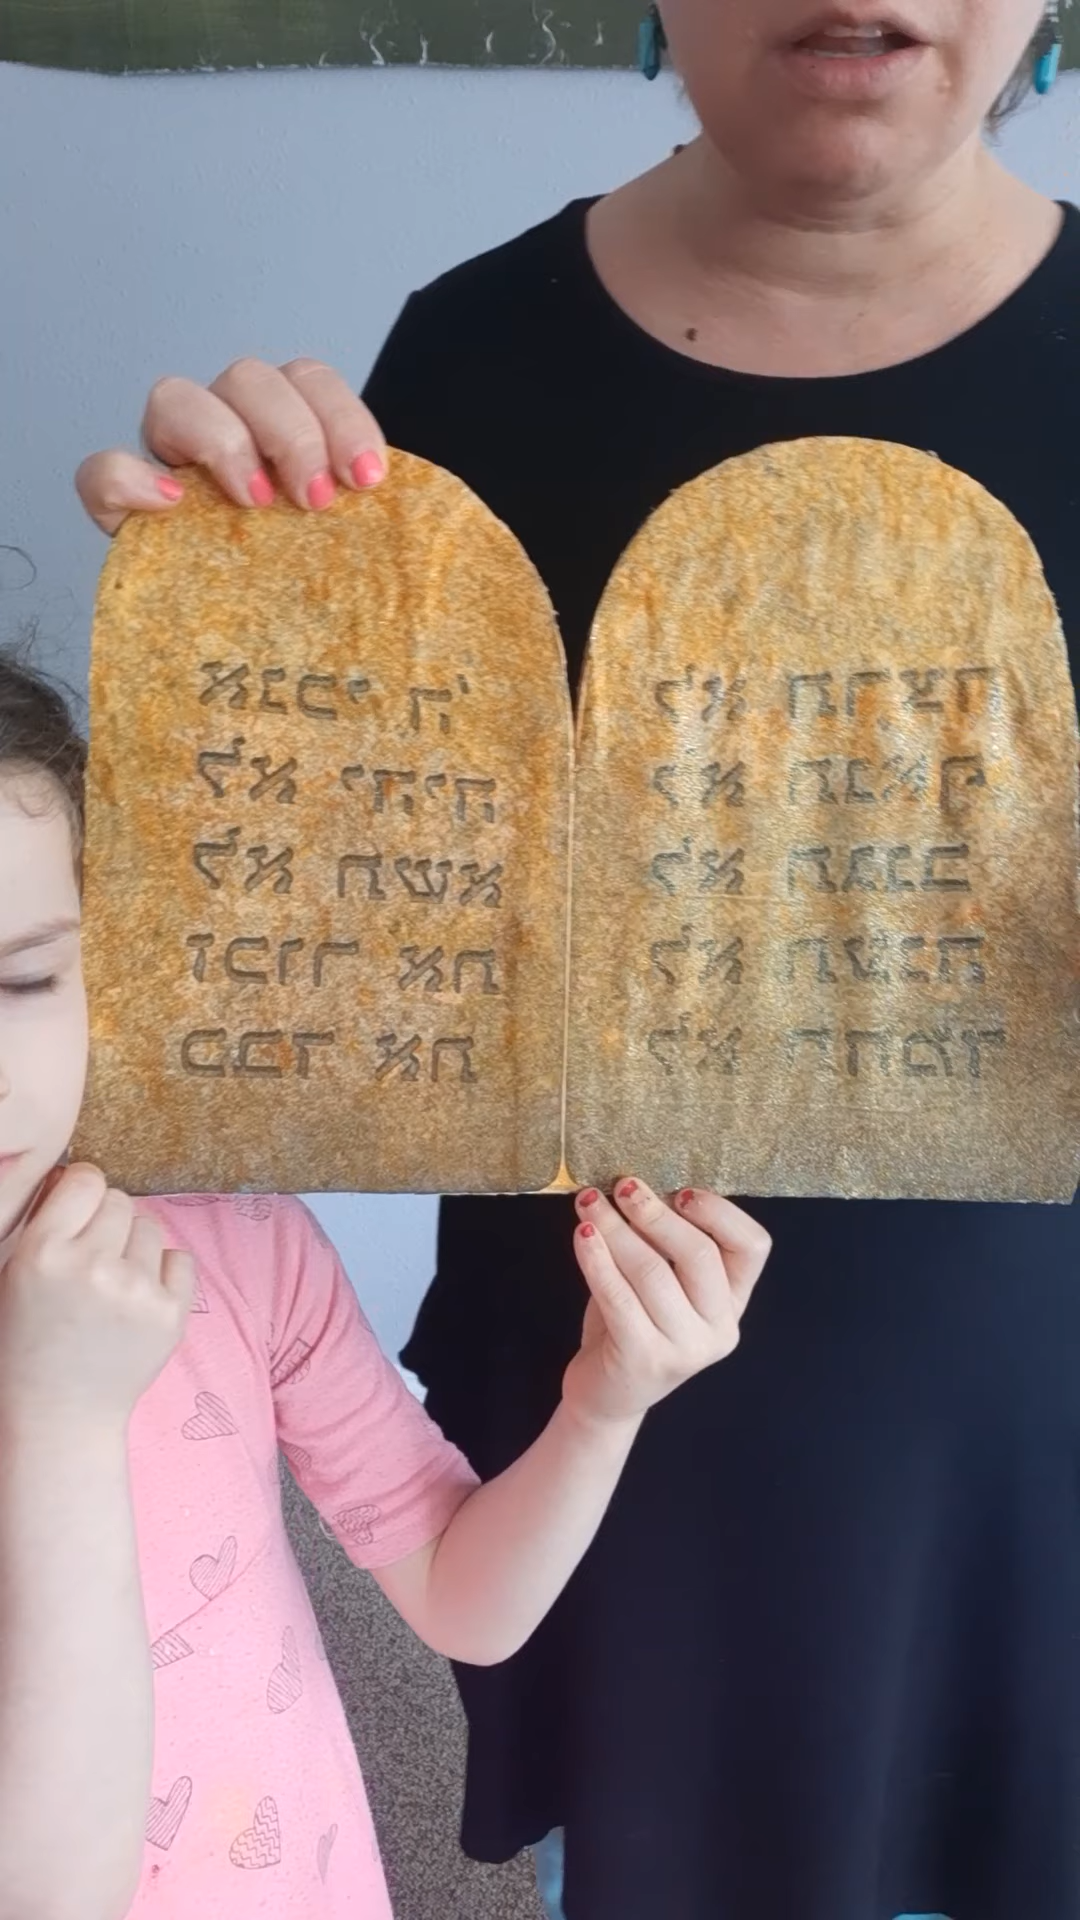 אנכי ה'
לא יהיה
לא תשא
זכור את
כבד את
לא תרצח
לא תנאף
לא תגנב
לא תענה
לא תחמד